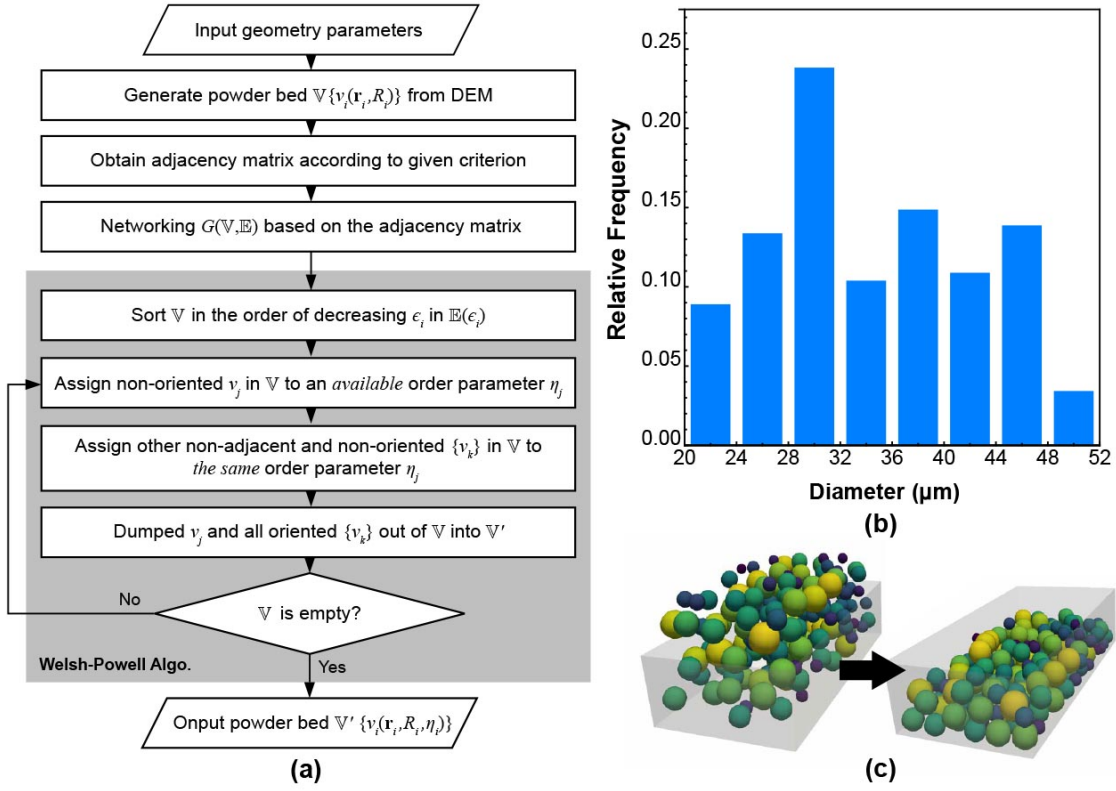 Input geometry parameters
Generate powder bed 𝕍{vᵢ(𝐫ᵢ,Rᵢ)} from DEM
Obtain adjacency matrix according to given criterion
Networking G(𝕍,𝔼) based on the adjacency matrix
Sort 𝕍 in the order of decreasing ϵᵢ in 𝔼(ϵᵢ)
Assign non-oriented vⱼ in 𝕍 to an available order parameter ηⱼ
Assign other non-adjacent and non-oriented {vₖ} in 𝕍 to
the same order parameter ηⱼ
Dumped vⱼ and all oriented {vₖ} out of 𝕍 into 𝕍′
No
𝕍 is empty?
Welsh-Powell Algo.
Yes
Onput powder bed 𝕍′ {vᵢ(𝐫ᵢ,Rᵢ,ηᵢ)}
(a)
Relative Frequency
0.25
0.20
0.15
0.10
0.05
0.00
20 24 28 32 36 40 44 48 52
Diameter (μm)
(b)
(c)